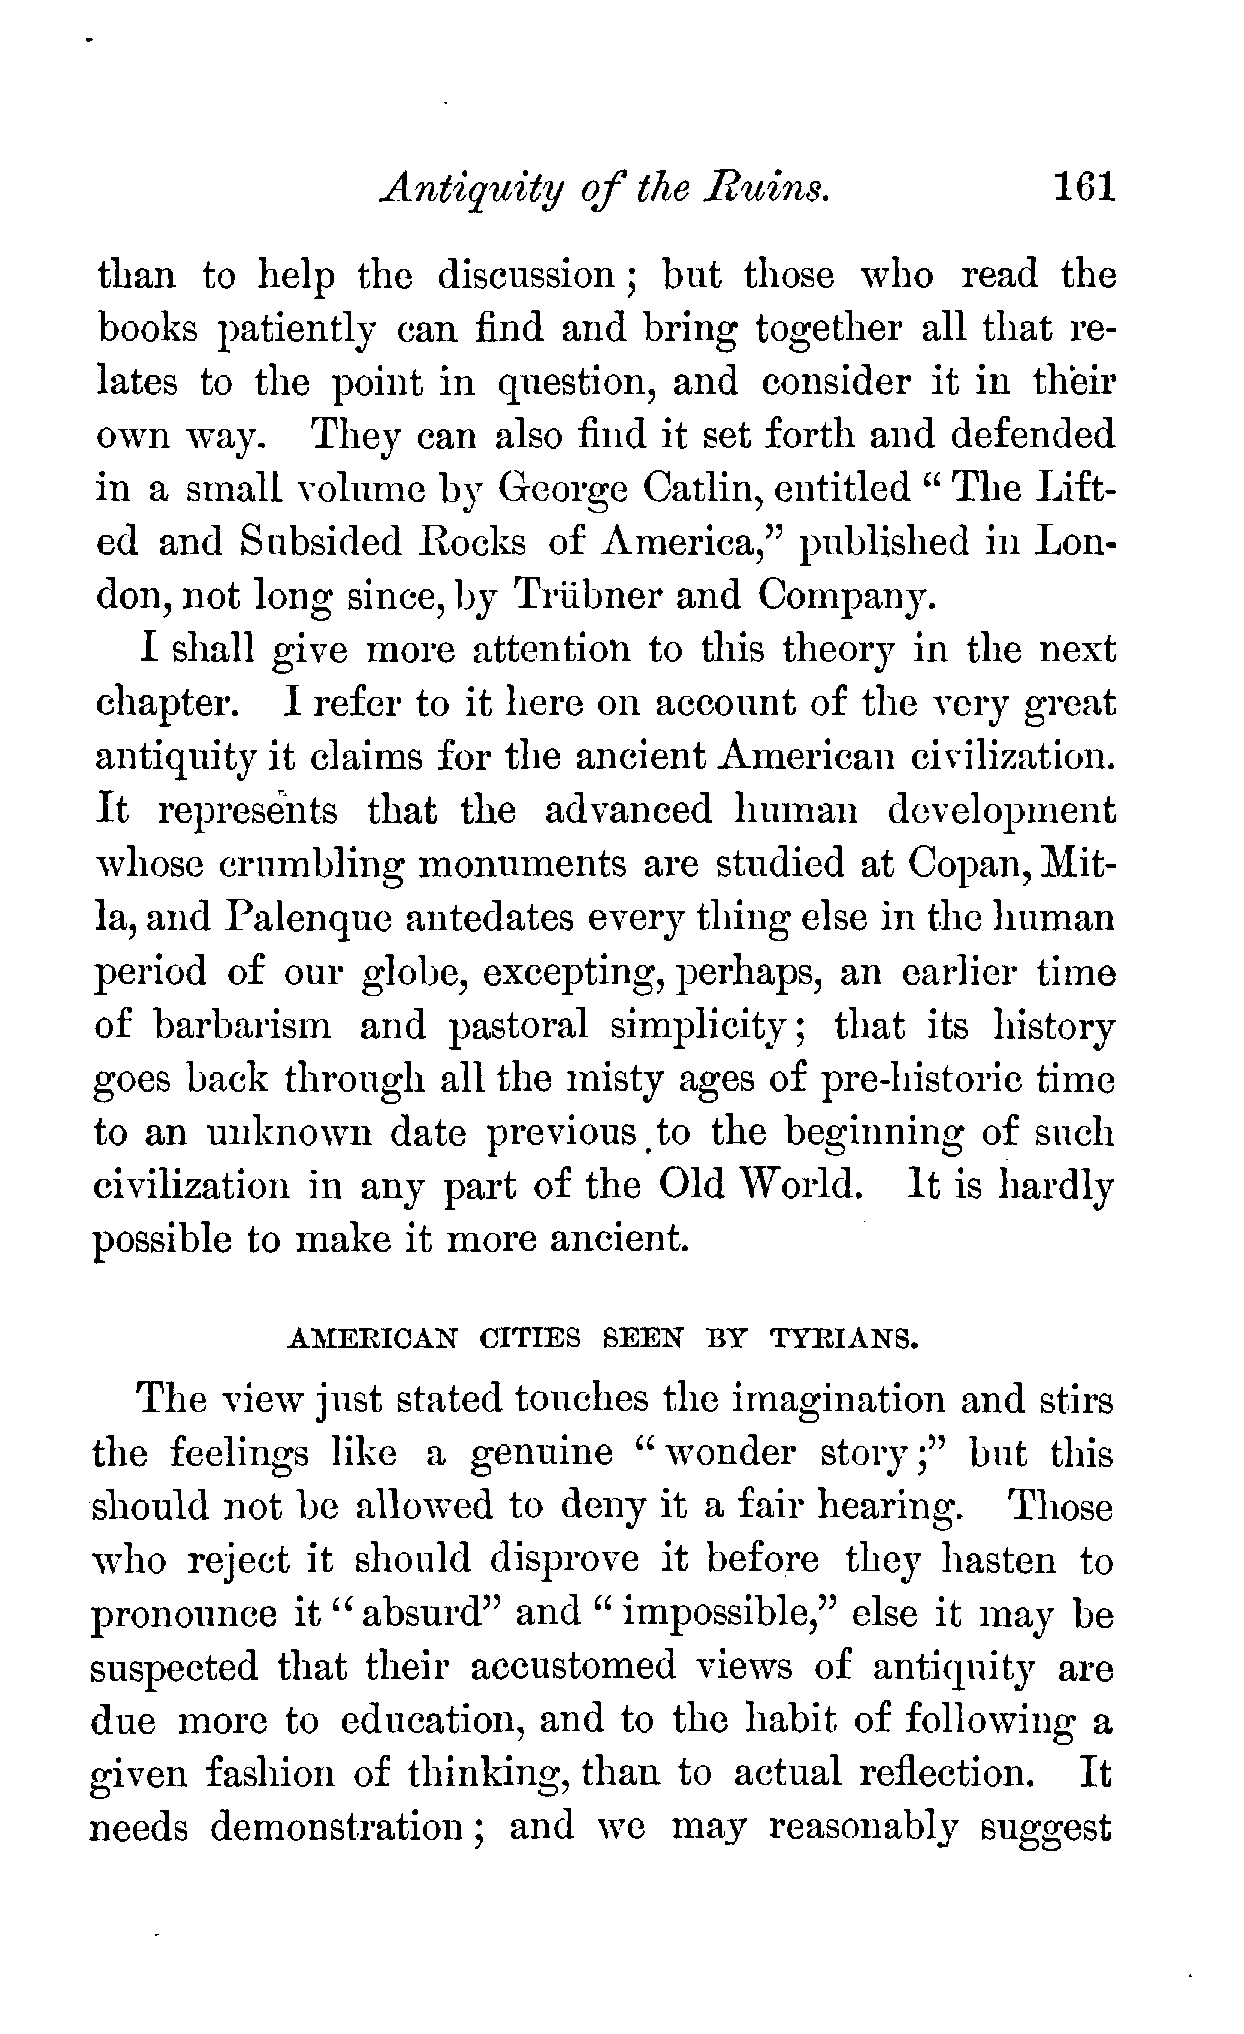 Antiquity of the Ruins. 161
than to help the discussion ; but those who read the
books patiently can find and bring together all that re-
lates to the point in question, and consider it in their
own way. They can also find it set forth and defended
in a small volume by George Catlin, entitled “ The Lift-
ed and Subsided Rocks of America,” published in Lon-
don, not long since, by Trübner and Company.
I shall give more attention to this theory in the next
chapter. I refer to it here on account of the very great
antiquity it claims for the ancient American civilization.
It represents that the advanced human development
whose crumbling monuments are studied at Copan, Mit-
la, and Palenque antedates every thing else in the human
period of our globe, excepting, perhaps, an earlier time
of barbarism and pastoral simplicity ; that its history
goes back through all the misty ages of pre-historic time
to an unknown date previous to the beginning of such
civilization in any part of the Old World. It is hardly
possible to make it more ancient.
AMERICAN CITIES SEEN BY TYRIANS.
The view just stated touches the imagination and stirs
the feelings like a genuine “ wonder story ;” but this
should not be allowed to deny it a fair hearing. Those
who reject it should disprove it before they hasten to
pronounce it “ absurd” and “ impossible,” else it may be
suspected that their accustomed views of antiquity are
due more to education, and to the habit of following a
given fashion of thinking, than to actual reflection. It
needs demonstration ; and we may reasonably suggest